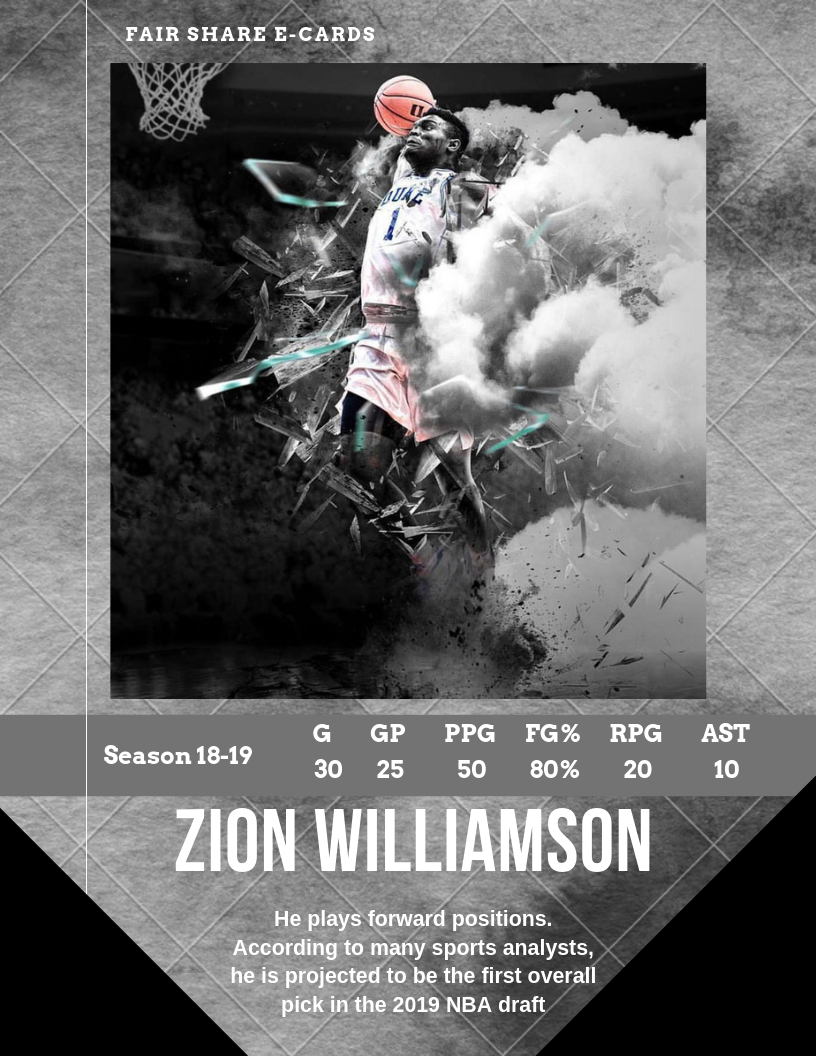 FAIR SHARE E-CARDS
DUKE
1
G GP PPG FG% RPG AST
Season 18-19
30 25 50 80% 20 10
ZION WILLIAMSON
He plays forward positions.
According to many sports analysts,
he is projected to be the first overall
pick in the 2019 NBA draft